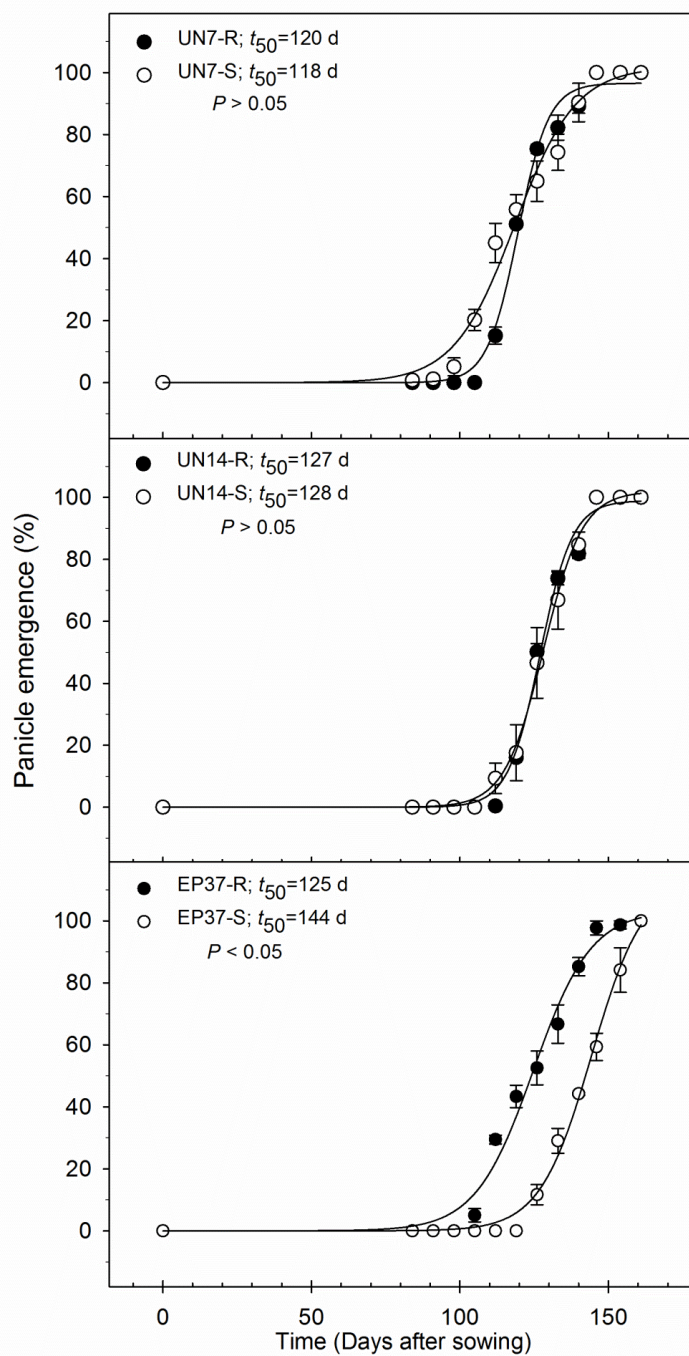 UN7-R; t50=120 d
UN7-S; t50=118 d
P > 0.05
100
80
60
40
20
0
UN14-R; t50=127 d
UN14-S; t50=128 d
P > 0.05
100
80
60
40
20
0
Panicle emergence (%)
EP37-R; t50=125 d
EP37-S; t50=144 d
P < 0.05
100
80
60
40
20
0
0 50 100 150
Time (Days after sowing)